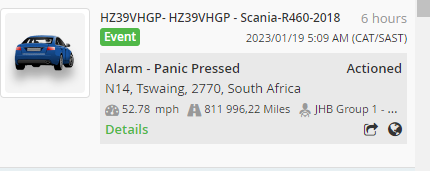 HZ39VHGP- HZ39VHGP - Scania-R460-2018 6 hours
Event 2023/01/19 5:09 AM (CAT/SAST)
Alarm - Panic Pressed Actioned
N14, Tswaing, 2770, South Africa
52.78 mph 811 996,22 Miles JHB Group 1 - ...
Details